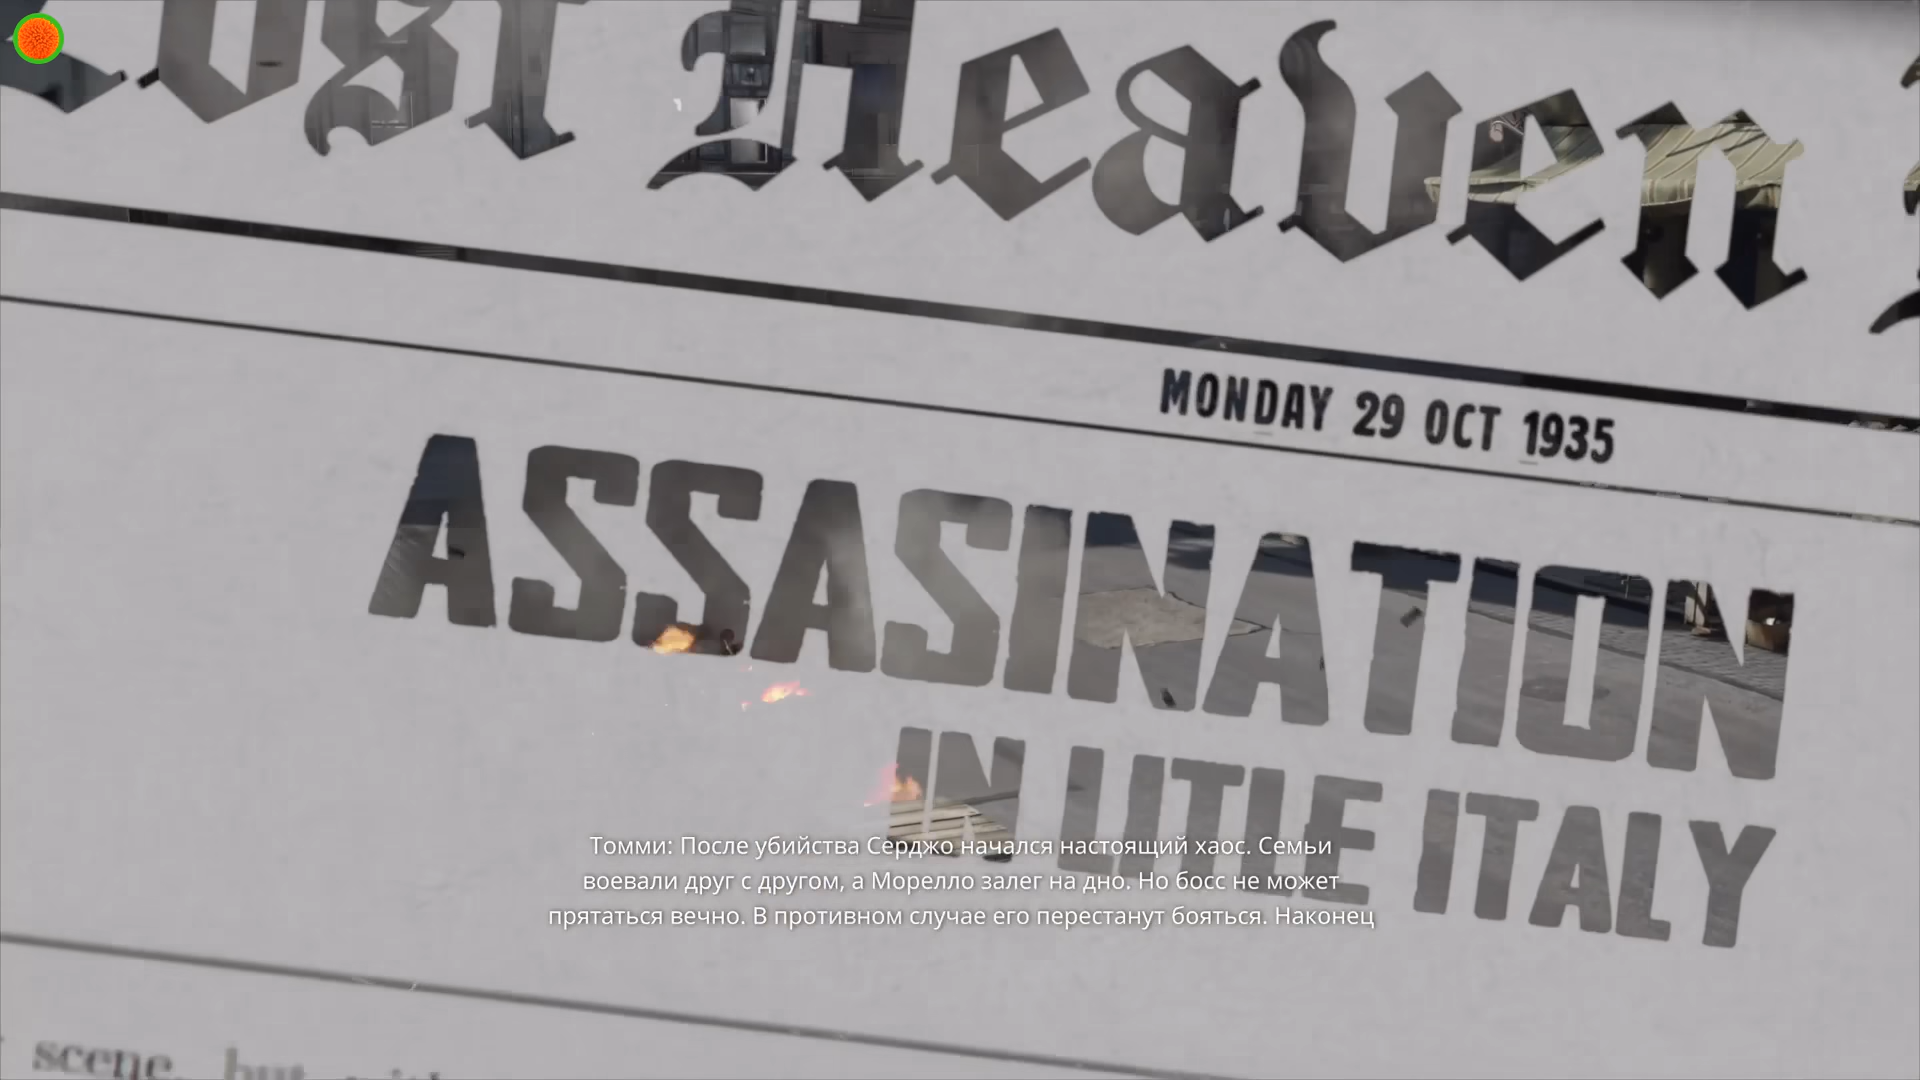 Lost Heaven
MONDAY 29 OCT 1935
ASSASINATION
IN LITLE ITALY
Томми: После убийства Серджо начался настоящий хаос. Семьи
воевали друг с другом, а Морелло залег на дно. Но босс не может
прятаться вечно. В противном случае его перестанут бояться. Наконец
scene, but with